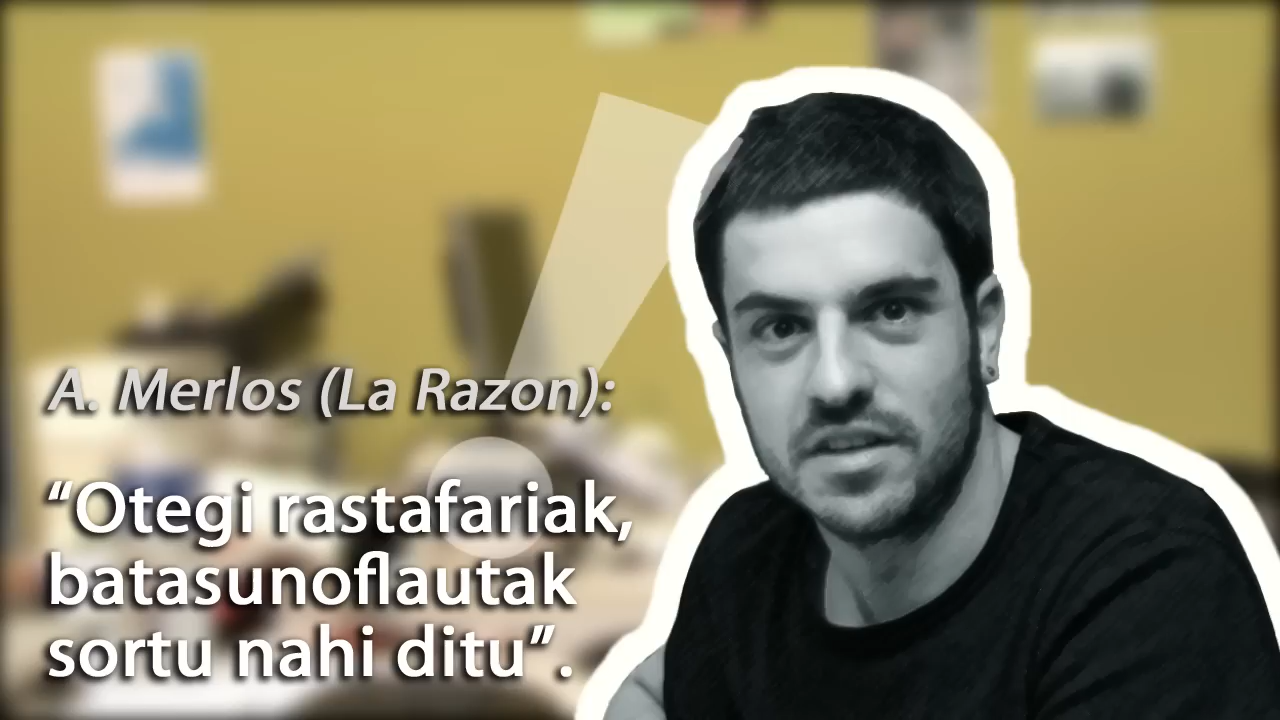 A. Merlos (La Razon):
“Otegi rastafariak,
batasunoflautak
sortu nahi ditu”.